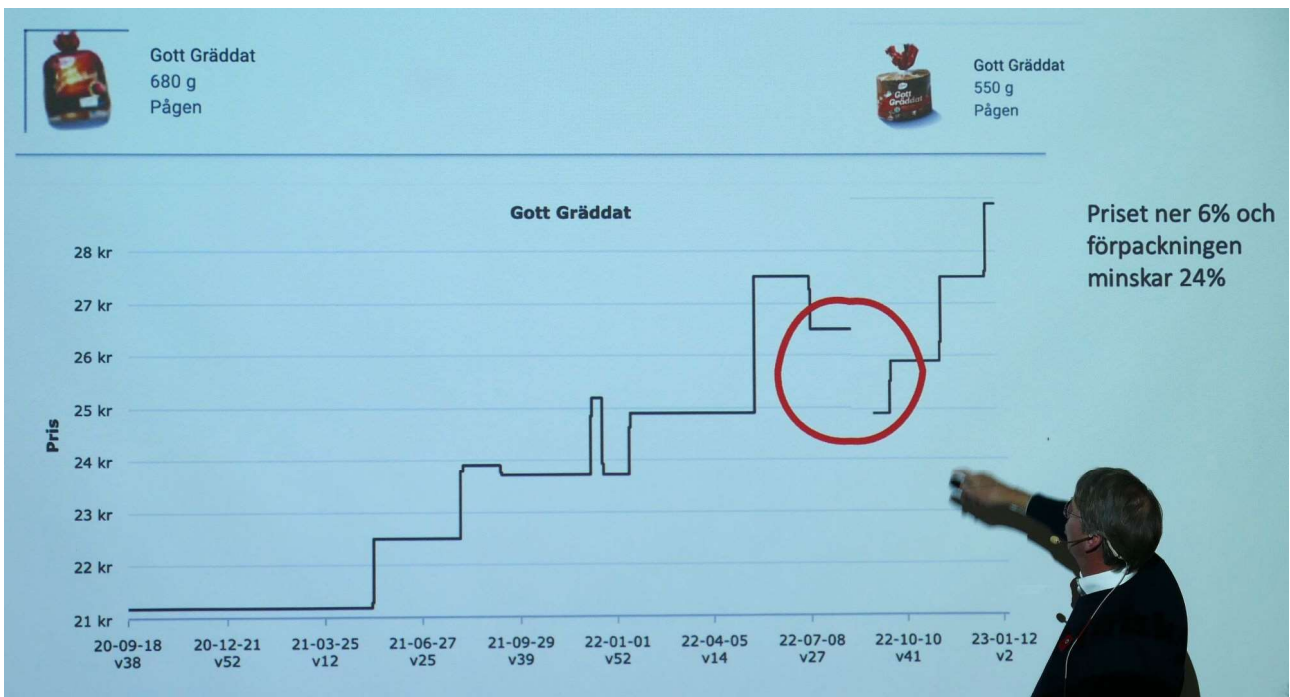 Gott Gräddat
680 g
Pågen
Gott Gräddat
550 g
Pågen
Gott
Gräddat
Gott Gräddat
Priset ner 6% och
förpackningen
minskar 24%
28 kr
27 kr
26 kr
25 kr
24 kr
23 kr
22 kr
21 kr
Pris
20-09-18 20-12-21 21-03-25 21-06-27 21-09-29 22-01-01 22-04-05 22-07-08 22-10-10 23-01-12
v38 v52 v12 v25 v39 v52 v14 v27 v41 v2